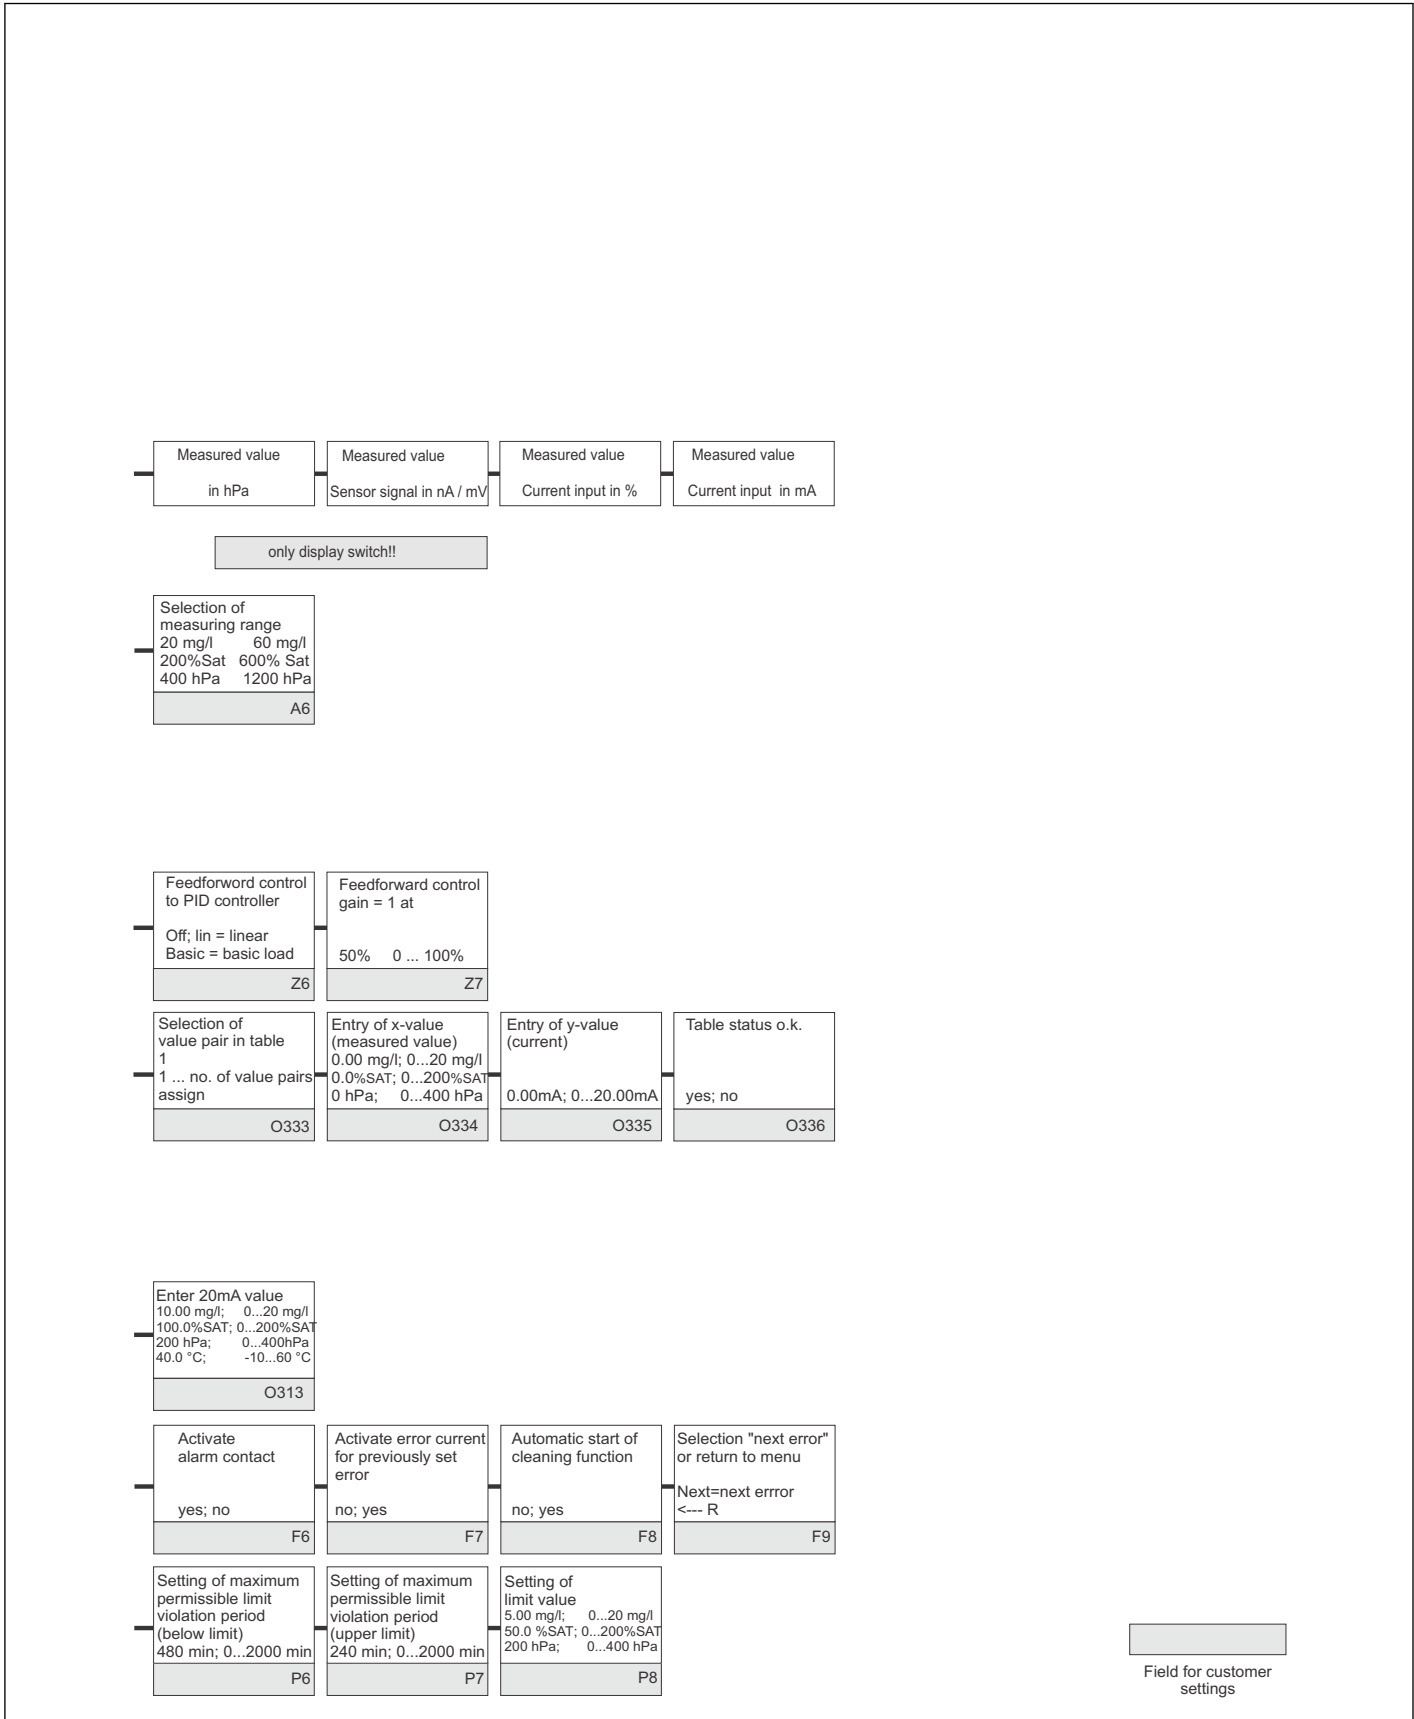 Measured value
in hPa
Measured value
Sensor signal in nA / mV
Measured value
Current input in %
Measured value
Current input in mA
only display switch!!
Selection of
measuring range
20 mg/l 60 mg/l
200%Sat 600% Sat
400 hPa 1200 hPa
A6
Feedforword control
to PID controller
Off; lin = linear
Basic = basic load
Z6
Feedforward control
gain = 1 at
50% 0 ... 100%
Z7
Selection of
value pair in table
1
1 ... no. of value pairs
assign
O333
Entry of x-value
(measured value)
0.00 mg/l; 0...20 mg/l
0.0%SAT; 0...200%SAT
0 hPa; 0...400 hPa
O334
Entry of y-value
(current)
0.00mA; 0...20.00mA
O335
Table status o.k.
yes; no
O336
Enter 20mA value
10.00 mg/l; 0...20 mg/l
100.0%SAT; 0...200%SAT
200 hPa; 0...400hPa
40.0 °C; -10...60 °C
O313
Activate
alarm contact
yes; no
F6
Activate error current
for previously set
error
no; yes
F7
Automatic start of
cleaning function
no; yes
F8
Selection "next error"
or return to menu
Next=next errror
<--- R
F9
Setting of maximum
permissible limit
violation period
(below limit)
480 min; 0...2000 min
P6
Setting of maximum
permissible limit
violation period
(upper limit)
240 min; 0...2000 min
P7
Setting of
limit value
5.00 mg/l; 0...20 mg/l
50.0 %SAT; 0...200%SAT
200 hPa; 0...400 hPa
P8
Field for customer
settings